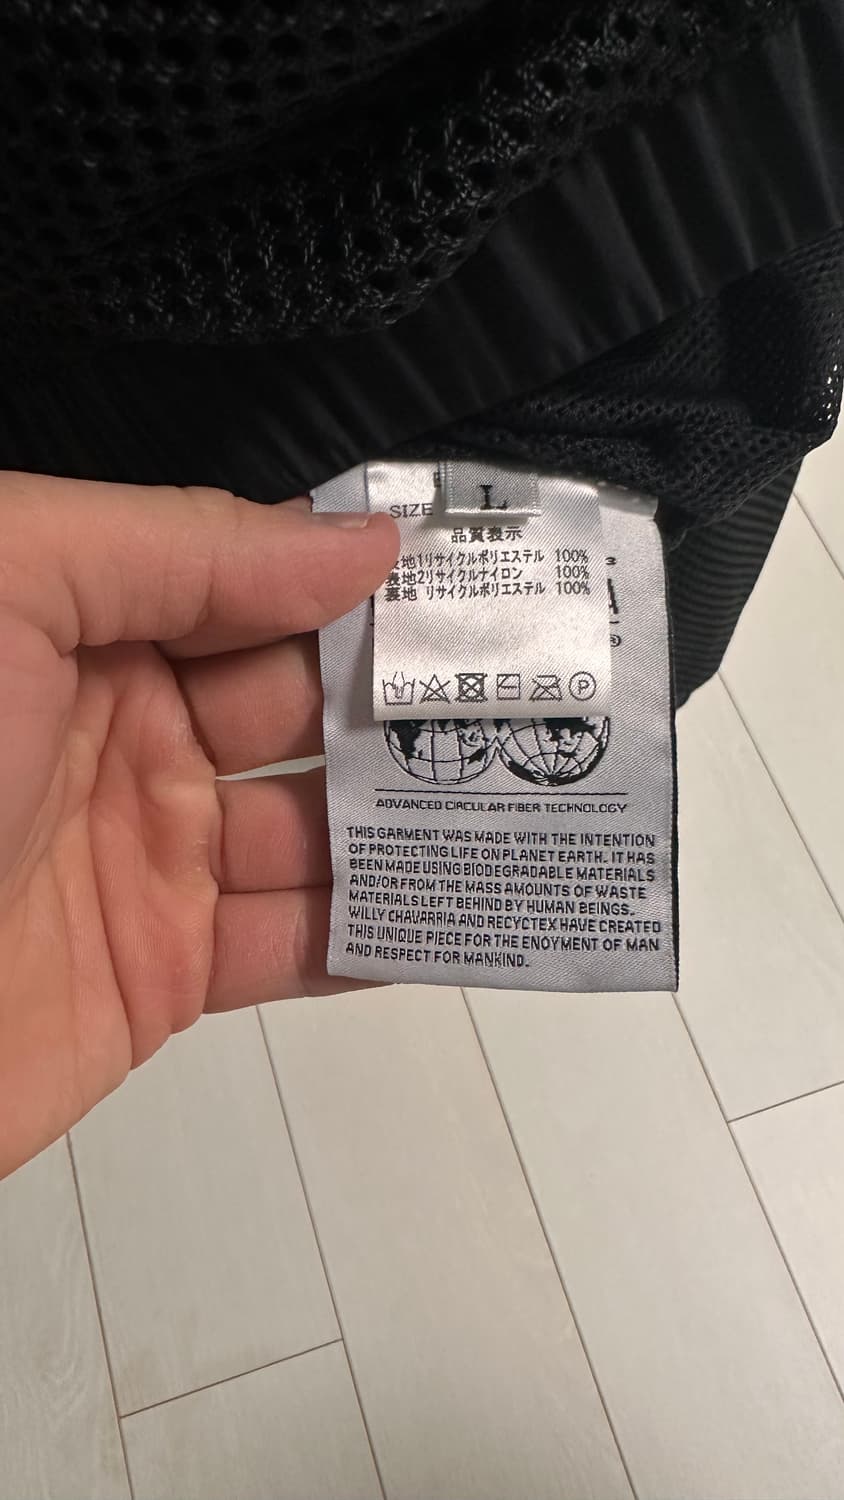 SIZE L
品質表示
表地1リサイクルポリエステル 100%
表地2リサイクルナイロン 100%
裏地 リサイクルポリエステル 100%
P
ADVANCED CIRCULAR FIBER TECHNOLOGY
THIS GARMENT WAS MADE WITH THE INTENTION
OF PROTECTING LIFE ON PLANET EARTH. IT HAS
BEEN MADE USING BIODEGRADABLE MATERIALS
AND/OR FROM THE MASS AMOUNTS OF WASTE
MATERIALS LEFT BEHIND BY HUMAN BEINGS.
WILLY CHAVARRIA AND RECYCTEX HAVE CREATED
THIS UNIQUE PIECE FOR THE ENOYMENT OF MAN
AND RESPECT FOR MANKIND.